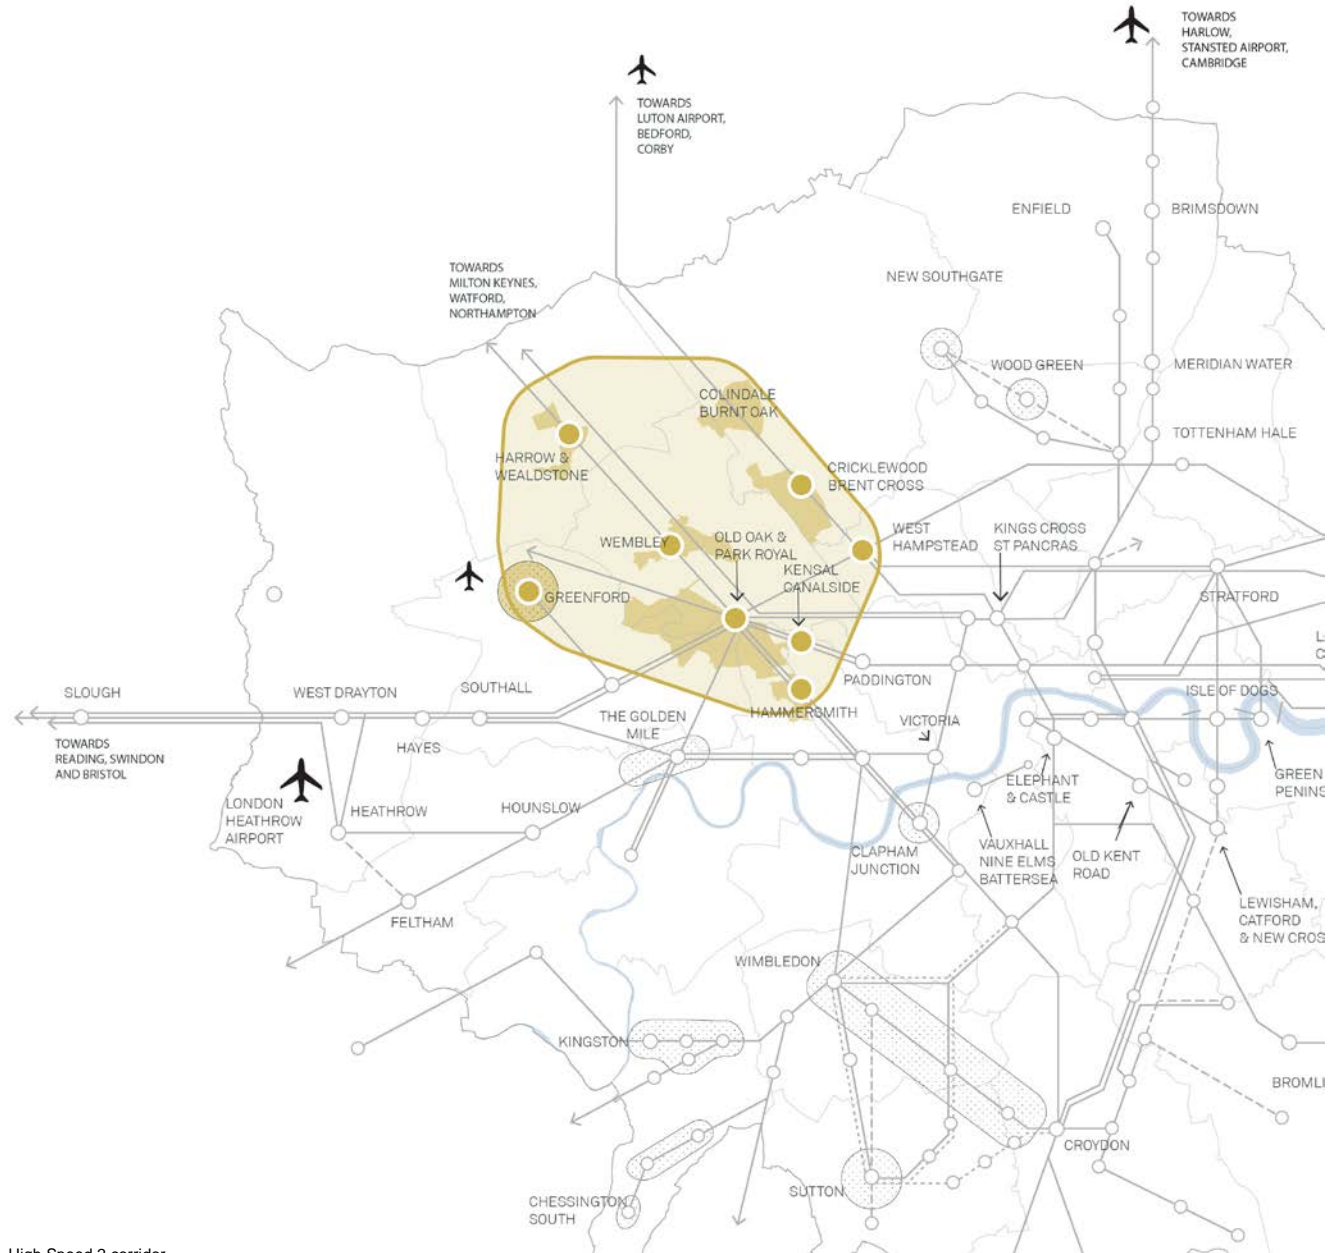 TOWARDS
HARLOW,
STANSTED AIRPORT,
CAMBRIDGE
TOWARDS
LUTON AIRPORT,
BEDFORD,
CORBY
ENFIELD
BRIMSDOWN
TOWARDS
MILTON KEYNES,
WATFORD,
NORTHAMPTON
NEW SOUTHGATE
WOOD GREEN
MERIDIAN WATER
COLINDALE
BURNT OAK
TOTTENHAM HALE
HARROW &
WEALDSTONE
CRICKLEWOOD
BRENT CROSS
WEST
HAMPSTEAD
KINGS CROSS
ST PANCRAS
WEMBLEY
OLD OAK &
PARK ROYAL
KENSAL
CANALSIDE
GREENFORD
STRATFORD
PADDINGTON
SLOUGH
WEST DRAYTON
SOUTHALL
ISLE OF DOGS
HAMMERSMITH
THE GOLDEN
MILE
VICTORIA
TOWARDS
READING, SWINDON
AND BRISTOL
HAYES
ELEPHANT
& CASTLE
GREEN
PENINS
LONDON
HEATHROW
AIRPORT
HEATHROW
HOUNSLOW
CLAPHAM
JUNCTION
VAUXHALL
NINE ELMS
BATTERSEA
OLD KENT
ROAD
FELTHAM
LEWISHAM,
CATFORD
& NEW CROS
WIMBLEDON
KINGSTON
BROMLI
CROYDON
SUTTON
CHESSINGTON
SOUTH